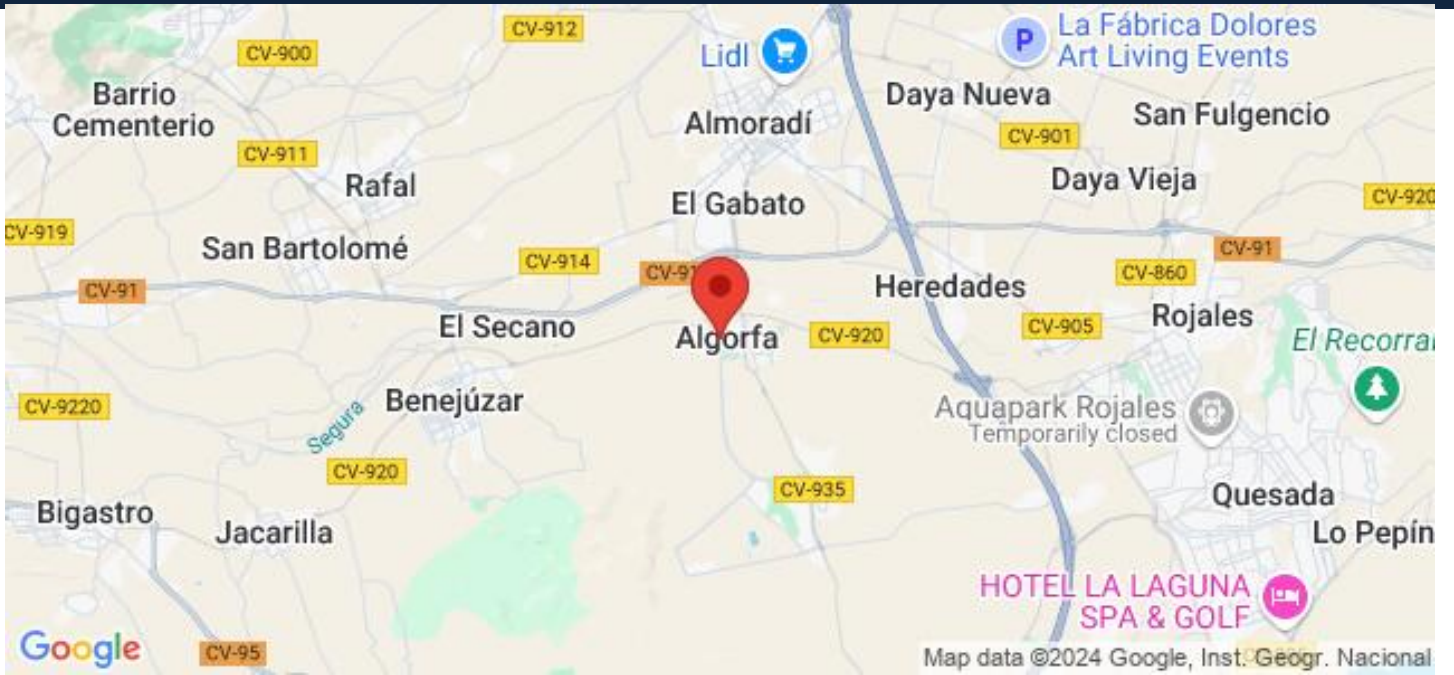 CV-912
La Fábrica Dolores
Art Living Events
P
CV-900
Lidl
Barrio
Cementerio
Daya Nueva
San Fulgencio
Almoradí
CV-901
CV-911
Rafal
Daya Vieja
CV-920
El Gabato
CV-919
San Bartolomé
CV-914
CV-91
CV-91
CV-860
CV-91
Heredades
Rojales
El Secano
Algorfa
CV-920
CV-905
El Recorral
Benejúzar
CV-9220
Segura
Aquapark Rojales
Temporarily closed
CV-920
CV-935
Quesada
Bigastro
Jacarilla
Lo Pepín
HOTEL LA LAGUNA
SPA & GOLF
Google
CV-95
Map data ©2024 Google, Inst. Geogr. Nacional